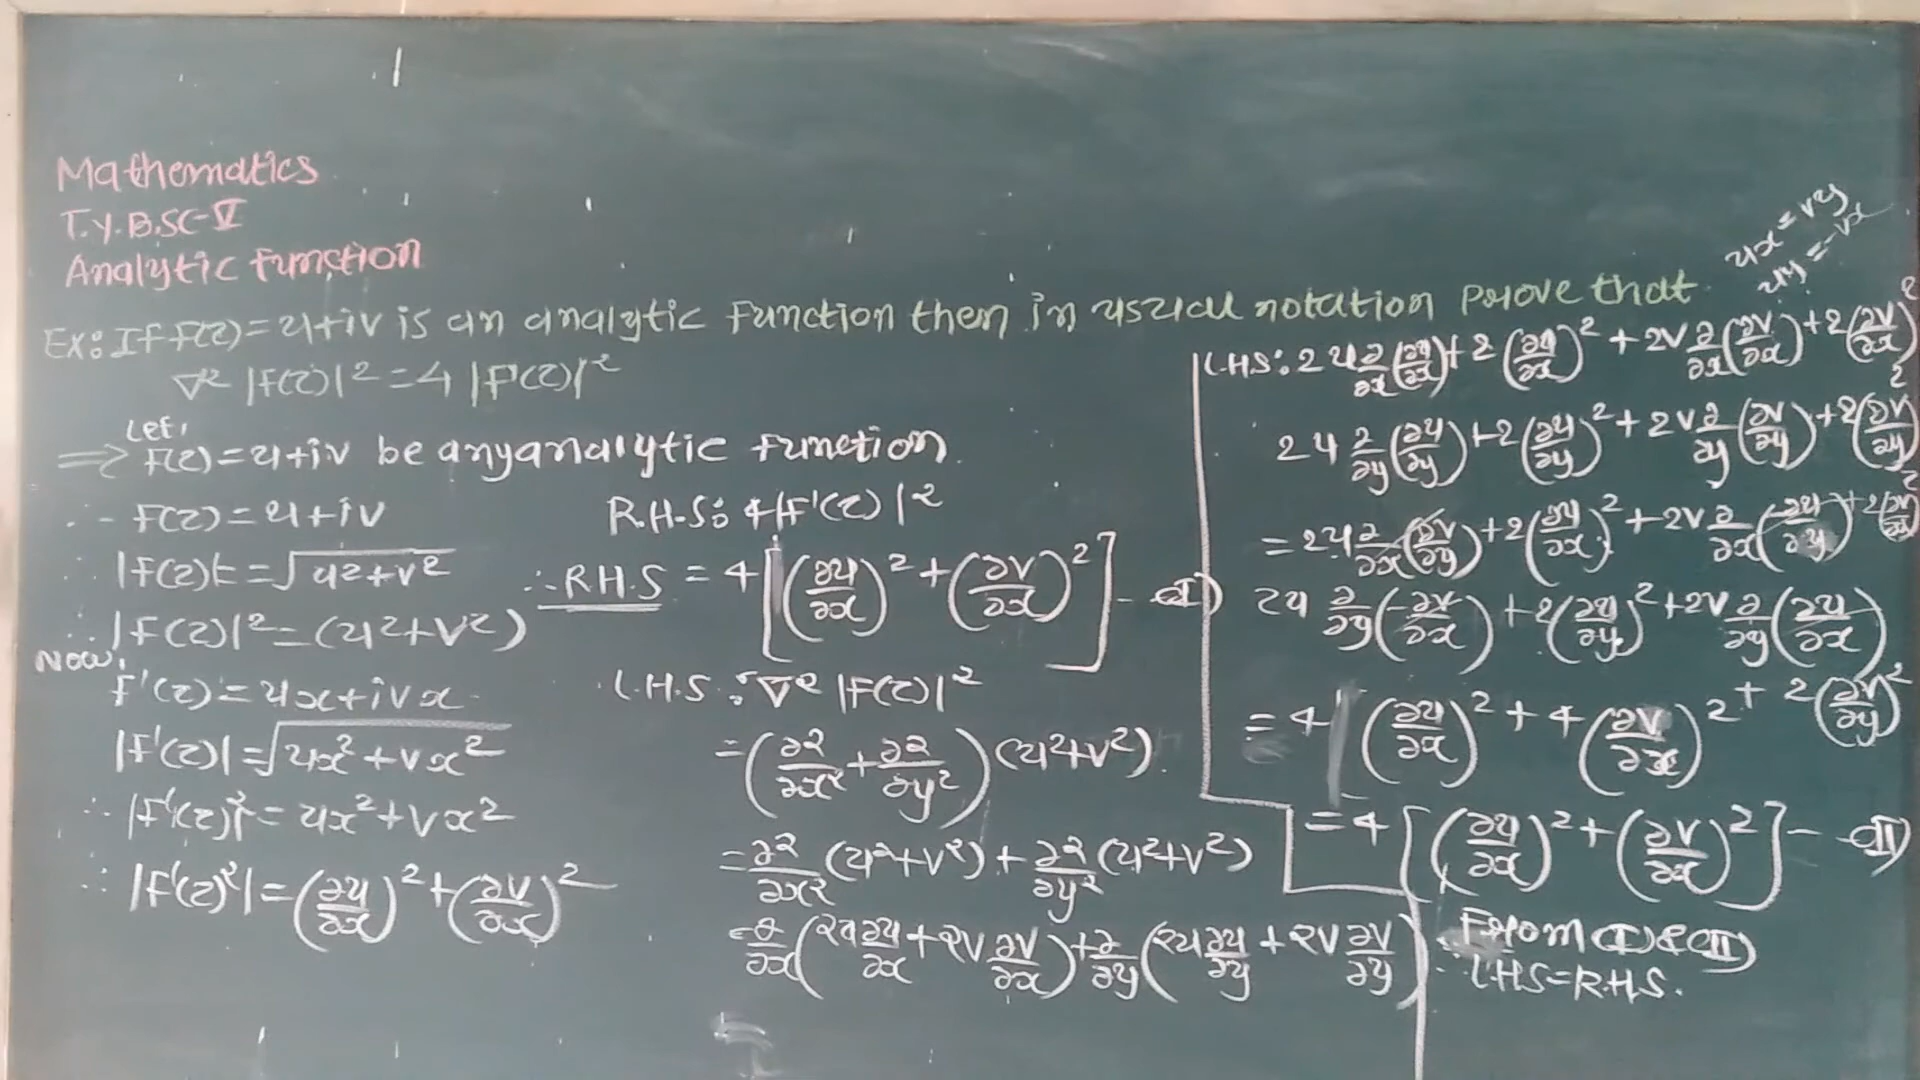 Mathematics
T.Y.B.SC-V
Analytic Function
Ex: If f(z)=u+iv is an analytic function then in usual notation prove that
∇² |F(z)|²=4 |F'(z)|²
Let,
⇒ F(z)=u+iv be anyanalytic function
∴ F(z)=u+iv
∴ |F(z)|==√(u²+v²)
∴ |F(z)|²=(u²+v²)
Now,
F'(z)=ux+ivx
|F'(z)|=√(ux²+vx²)
∴ |F'(z)|²=ux²+vx²
∴ |F'(z)²|=(∂u/∂x)²+(∂v/∂x)²
R.H.S: 4|F'(z)|²
∴ R.H.S = 4[(∂u/∂x)²+(∂v/∂x)²] - (I)
L.H.S: ∇² |F(z)|²
=(∂²/∂x²+∂²/∂y²)(u²+v²)
=∂²/∂x²(u²+v²)+∂²/∂y²(u²+v²)
=∂/∂x(2u∂u/∂x+2v∂v/∂x)+∂/∂y(2u∂u/∂y+2v∂v/∂y)
ux=vy
uy=-vx
LHS: 2u∂/∂x(∂u/∂x)+2(∂u/∂x)²+2v∂/∂x(∂v/∂x)+2(∂v/∂x)²
2u∂/∂y(∂u/∂y)+2(∂u/∂y)²+2v∂/∂y(∂v/∂y)+2(∂v/∂y)²
=2u∂/∂x(∂v/∂y)+2(∂u/∂x)²+2v∂/∂x(-∂u/∂y)+2(∂v/∂x)²
2u∂/∂y(-∂v/∂x)+2(∂u/∂y)²+2v∂/∂y(∂u/∂x)
+2(∂v/∂y)²
=4(∂u/∂x)²+4(∂v/∂x)²
=4[(∂u/∂x)²+(∂v/∂x)²] - (II)
From (I)&(II)
∴ LHS=R.H.S.